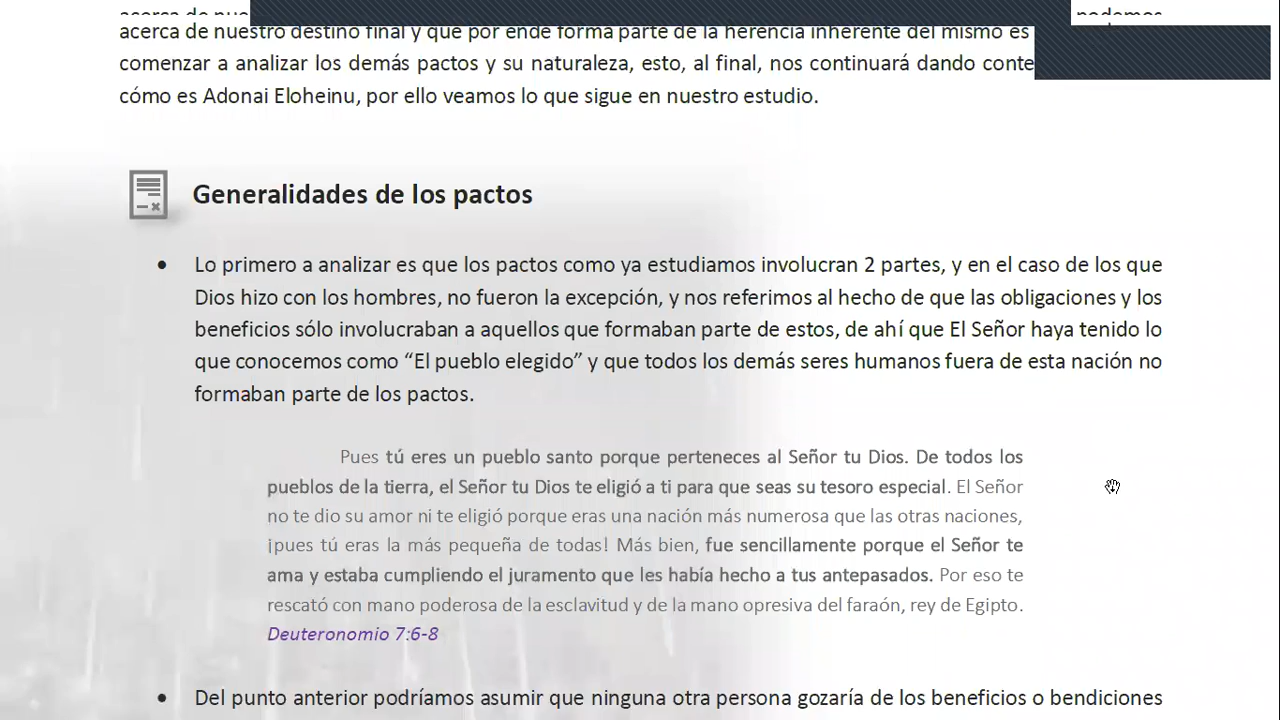 acerca de nue podemos
acerca de nuestro destino final y que por ende forma parte de la herencia inherente del mismo es
comenzar a analizar los demás pactos y su naturaleza, esto, al final, nos continuará dando conte
cómo es Adonai Eloheinu, por ello veamos lo que sigue en nuestro estudio.
Generalidades de los pactos
• Lo primero a analizar es que los pactos como ya estudiamos involucran 2 partes, y en el caso de los que
Dios hizo con los hombres, no fueron la excepción, y nos referimos al hecho de que las obligaciones y los
beneficios sólo involucraban a aquellos que formaban parte de estos, de ahí que El Señor haya tenido lo
que conocemos como “El pueblo elegido” y que todos los demás seres humanos fuera de esta nación no
formaban parte de los pactos.
Pues tú eres un pueblo santo porque perteneces al Señor tu Dios. De todos los
pueblos de la tierra, el Señor tu Dios te eligió a ti para que seas su tesoro especial. El Señor
no te dio su amor ni te eligió porque eras una nación más numerosa que las otras naciones,
¡pues tú eras la más pequeña de todas! Más bien, fue sencillamente porque el Señor te
ama y estaba cumpliendo el juramento que les había hecho a tus antepasados. Por eso te
rescató con mano poderosa de la esclavitud y de la mano opresiva del faraón, rey de Egipto.
Deuteronomio 7:6-8
• Del punto anterior podríamos asumir que ninguna otra persona gozaría de los beneficios o bendiciones